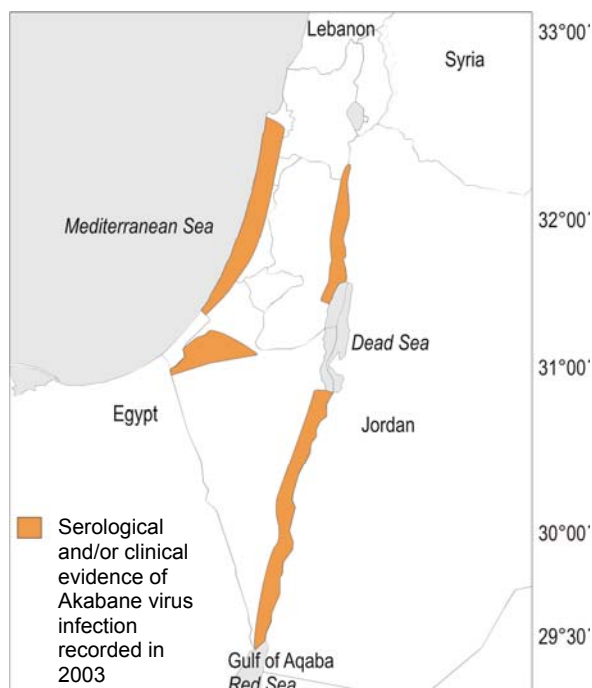 Lebanon
33°00'
Syria
Mediterranean Sea
32°00'
Dead Sea
31°00'
Egypt
Jordan
Serological
and/or clinical
evidence of
Akabane virus
infection
recorded in
2003
30°00'
29°30'
Gulf of Aqaba
Red Sea